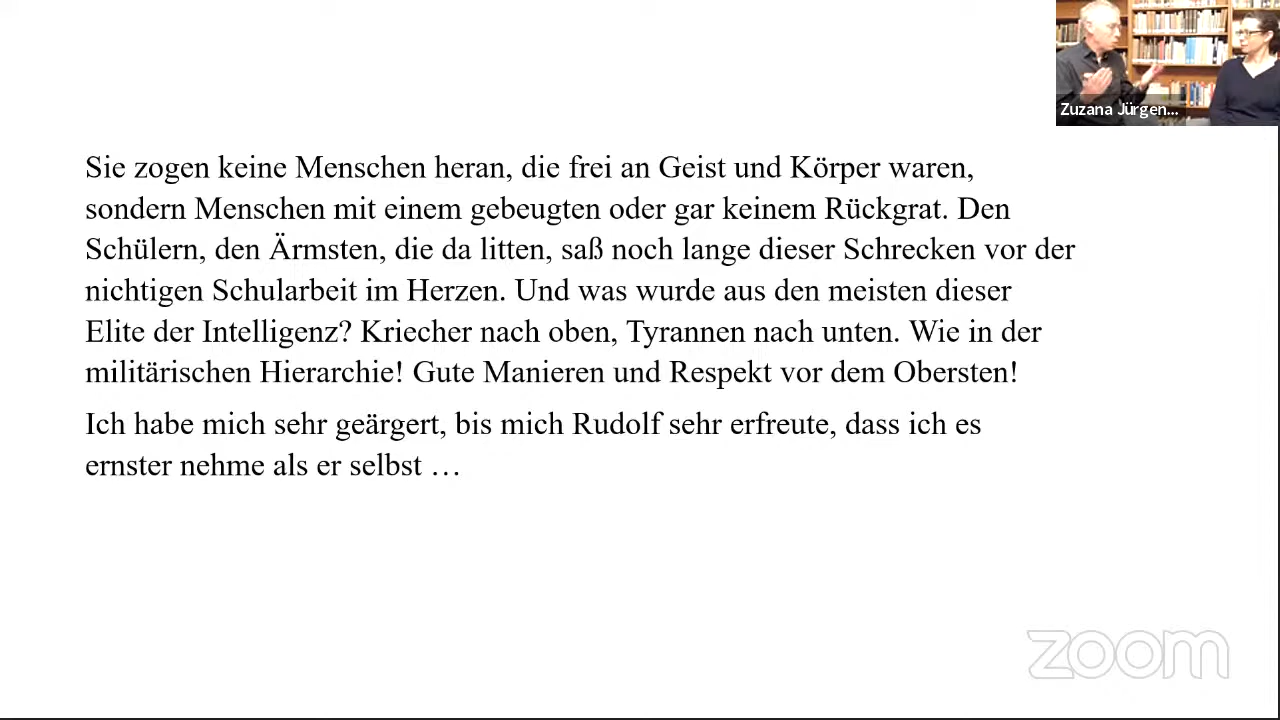 Zuzana Jürgen...
Sie zogen keine Menschen heran, die frei an Geist und Körper waren,
sondern Menschen mit einem gebeugten oder gar keinem Rückgrat. Den
Schülern, den Ärmsten, die da litten, saß noch lange dieser Schrecken vor der
nichtigen Schularbeit im Herzen. Und was wurde aus den meisten dieser
Elite der Intelligenz? Kriecher nach oben, Tyrannen nach unten. Wie in der
militärischen Hierarchie! Gute Manieren und Respekt vor dem Obersten!
Ich habe mich sehr geärgert, bis mich Rudolf sehr erfreute, dass ich es
ernster nehme als er selbst …
zoom